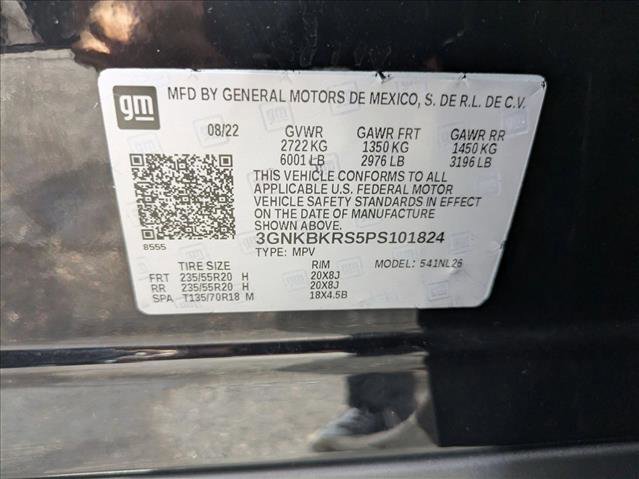 gm
MFD BY GENERAL MOTORS DE MEXICO, S. DE R.L. DE C.V.
08/22 GVWR GAWR FRT GAWR RR
2722 KG 1350 KG 1450 KG
6001 LB 2976 LB 3196 LB
THIS VEHICLE CONFORMS TO ALL
APPLICABLE U.S. FEDERAL MOTOR
VEHICLE SAFETY STANDARDS IN EFFECT
ON THE DATE OF MANUFACTURE
SHOWN ABOVE.
8555 3GNKBKRS5PS101824
TYPE: MPV MODEL: 541NL26
TIRE SIZE RIM
FRT 235/55R20 H 20X8J
RR 235/55R20 H 20X8J
SPA T135/70R18 M 18X4.5B